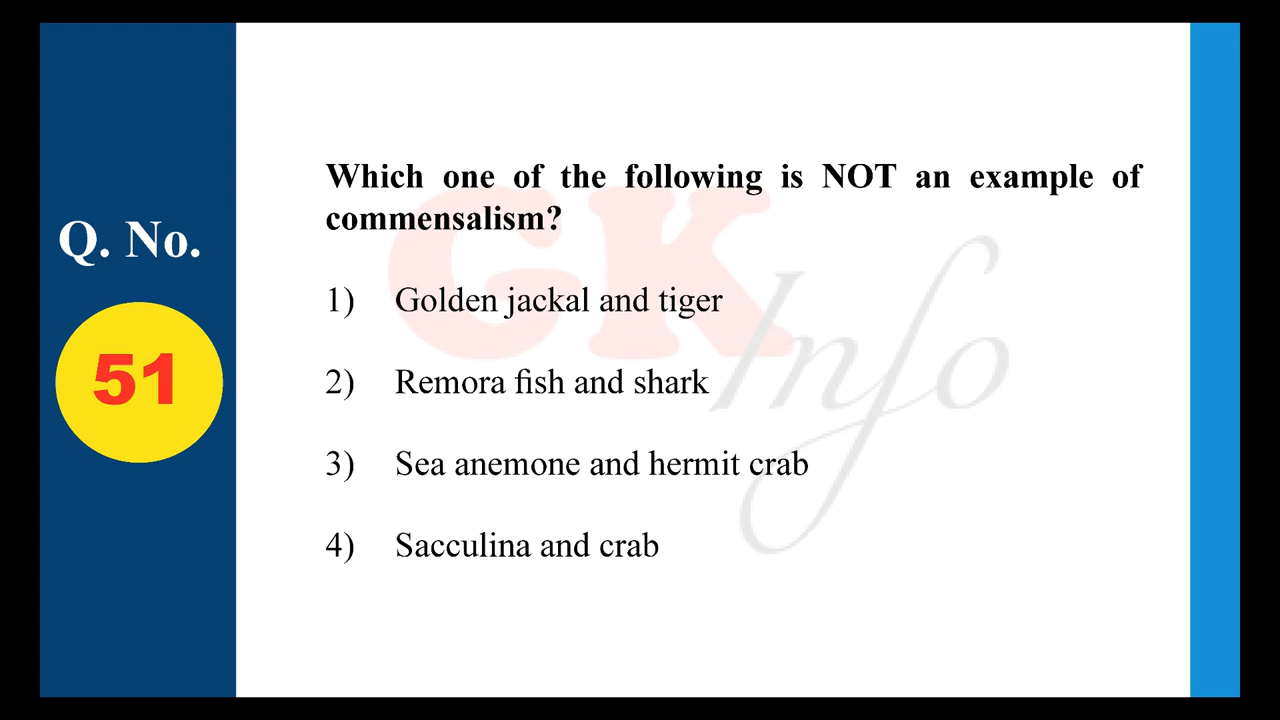 Q. No.
51
Which one of the following is NOT an example of
commensalism?
1) Golden jackal and tiger
2) Remora fish and shark
3) Sea anemone and hermit crab
4) Sacculina and crab
GK
Info